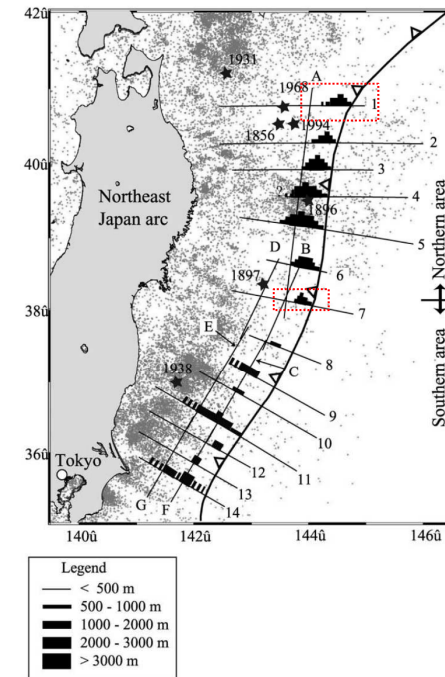 42û
1931
A
1968
1
1856
1994
2
40û
3
?
4
Northeast
Japan arc
1896
5
Northern area
D
B
6
1897
38û
7
Southern area
E
8
1938
C
9
10
36û
11
Tokyo
12
13
G
F
14
140û
142û
144û
146û
Legend
< 500 m
500 - 1000 m
1000 - 2000 m
2000 - 3000 m
> 3000 m